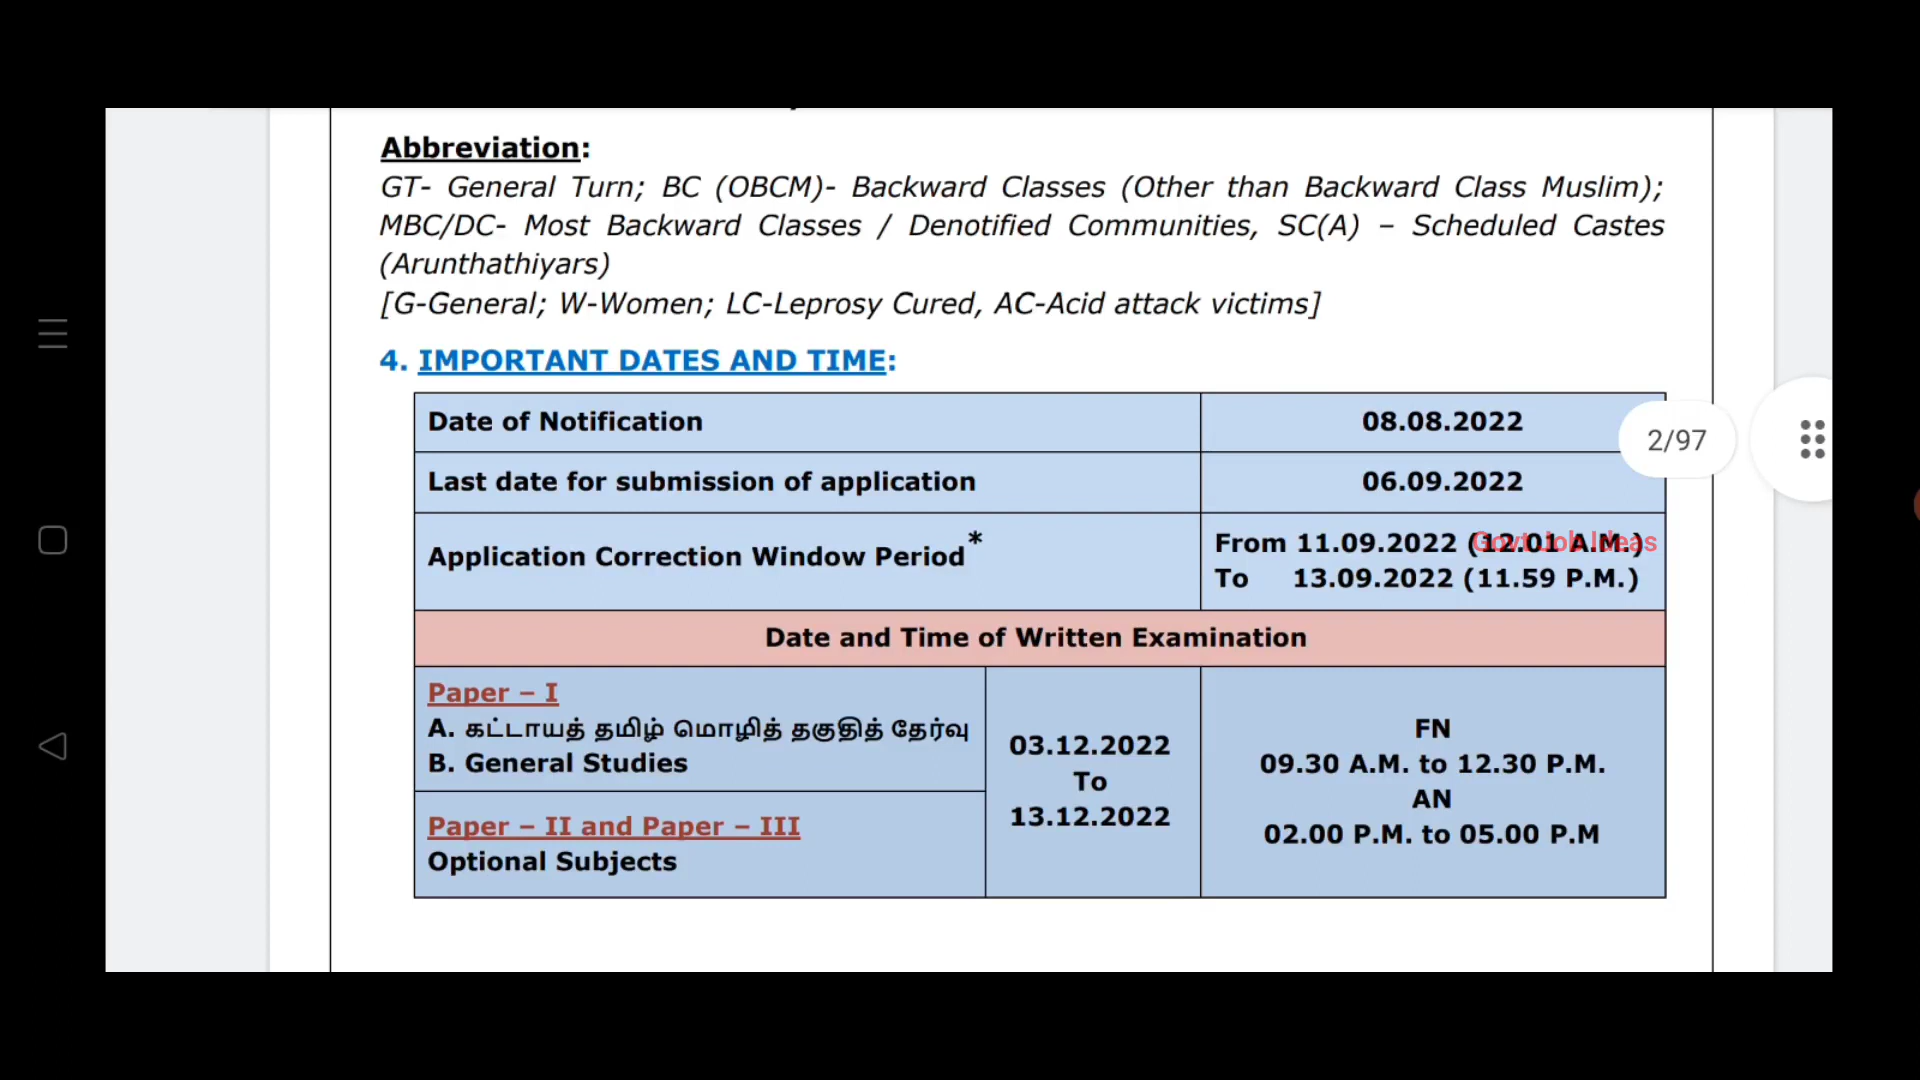 Abbreviation:
GT- General Turn; BC (OBCM)- Backward Classes (Other than Backward Class Muslim);
MBC/DC- Most Backward Classes / Denotified Communities, SC(A) – Scheduled Castes
(Arunthathiyars)
[G-General; W-Women; LC-Leprosy Cured, AC-Acid attack victims]
4. IMPORTANT DATES AND TIME:
Date of Notification 08.08.2022
2/97
Last date for submission of application 06.09.2022
Application Correction Window Period* From 11.09.2022 (12.01 A.M.)
Govt Job Ideas
To 13.09.2022 (11.59 P.M.)
Date and Time of Written Examination
Paper – I
A. கட்டாயத் தமிழ் மொழித் தகுதித் தேர்வு
B. General Studies
Paper – II and Paper – III
Optional Subjects
03.12.2022
To
13.12.2022
FN
09.30 A.M. to 12.30 P.M.
AN
02.00 P.M. to 05.00 P.M